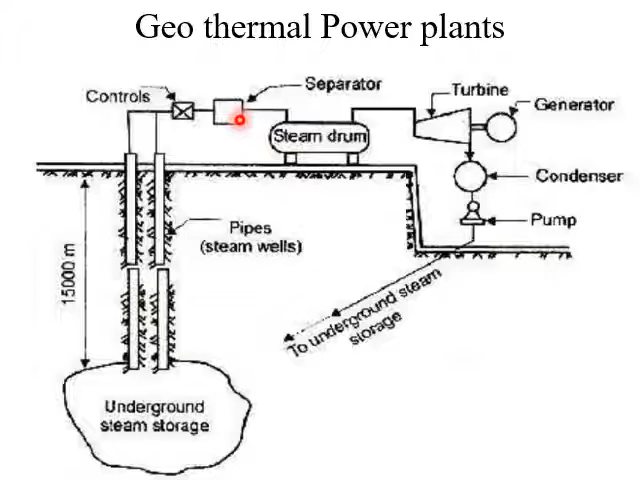 Geo thermal Power plants
Controls
Separator
Turbine
Generator
Steam drum
Condenser
Pump
Pipes
(steam wells)
15000 m
To underground steam
storage
Underground
steam storage